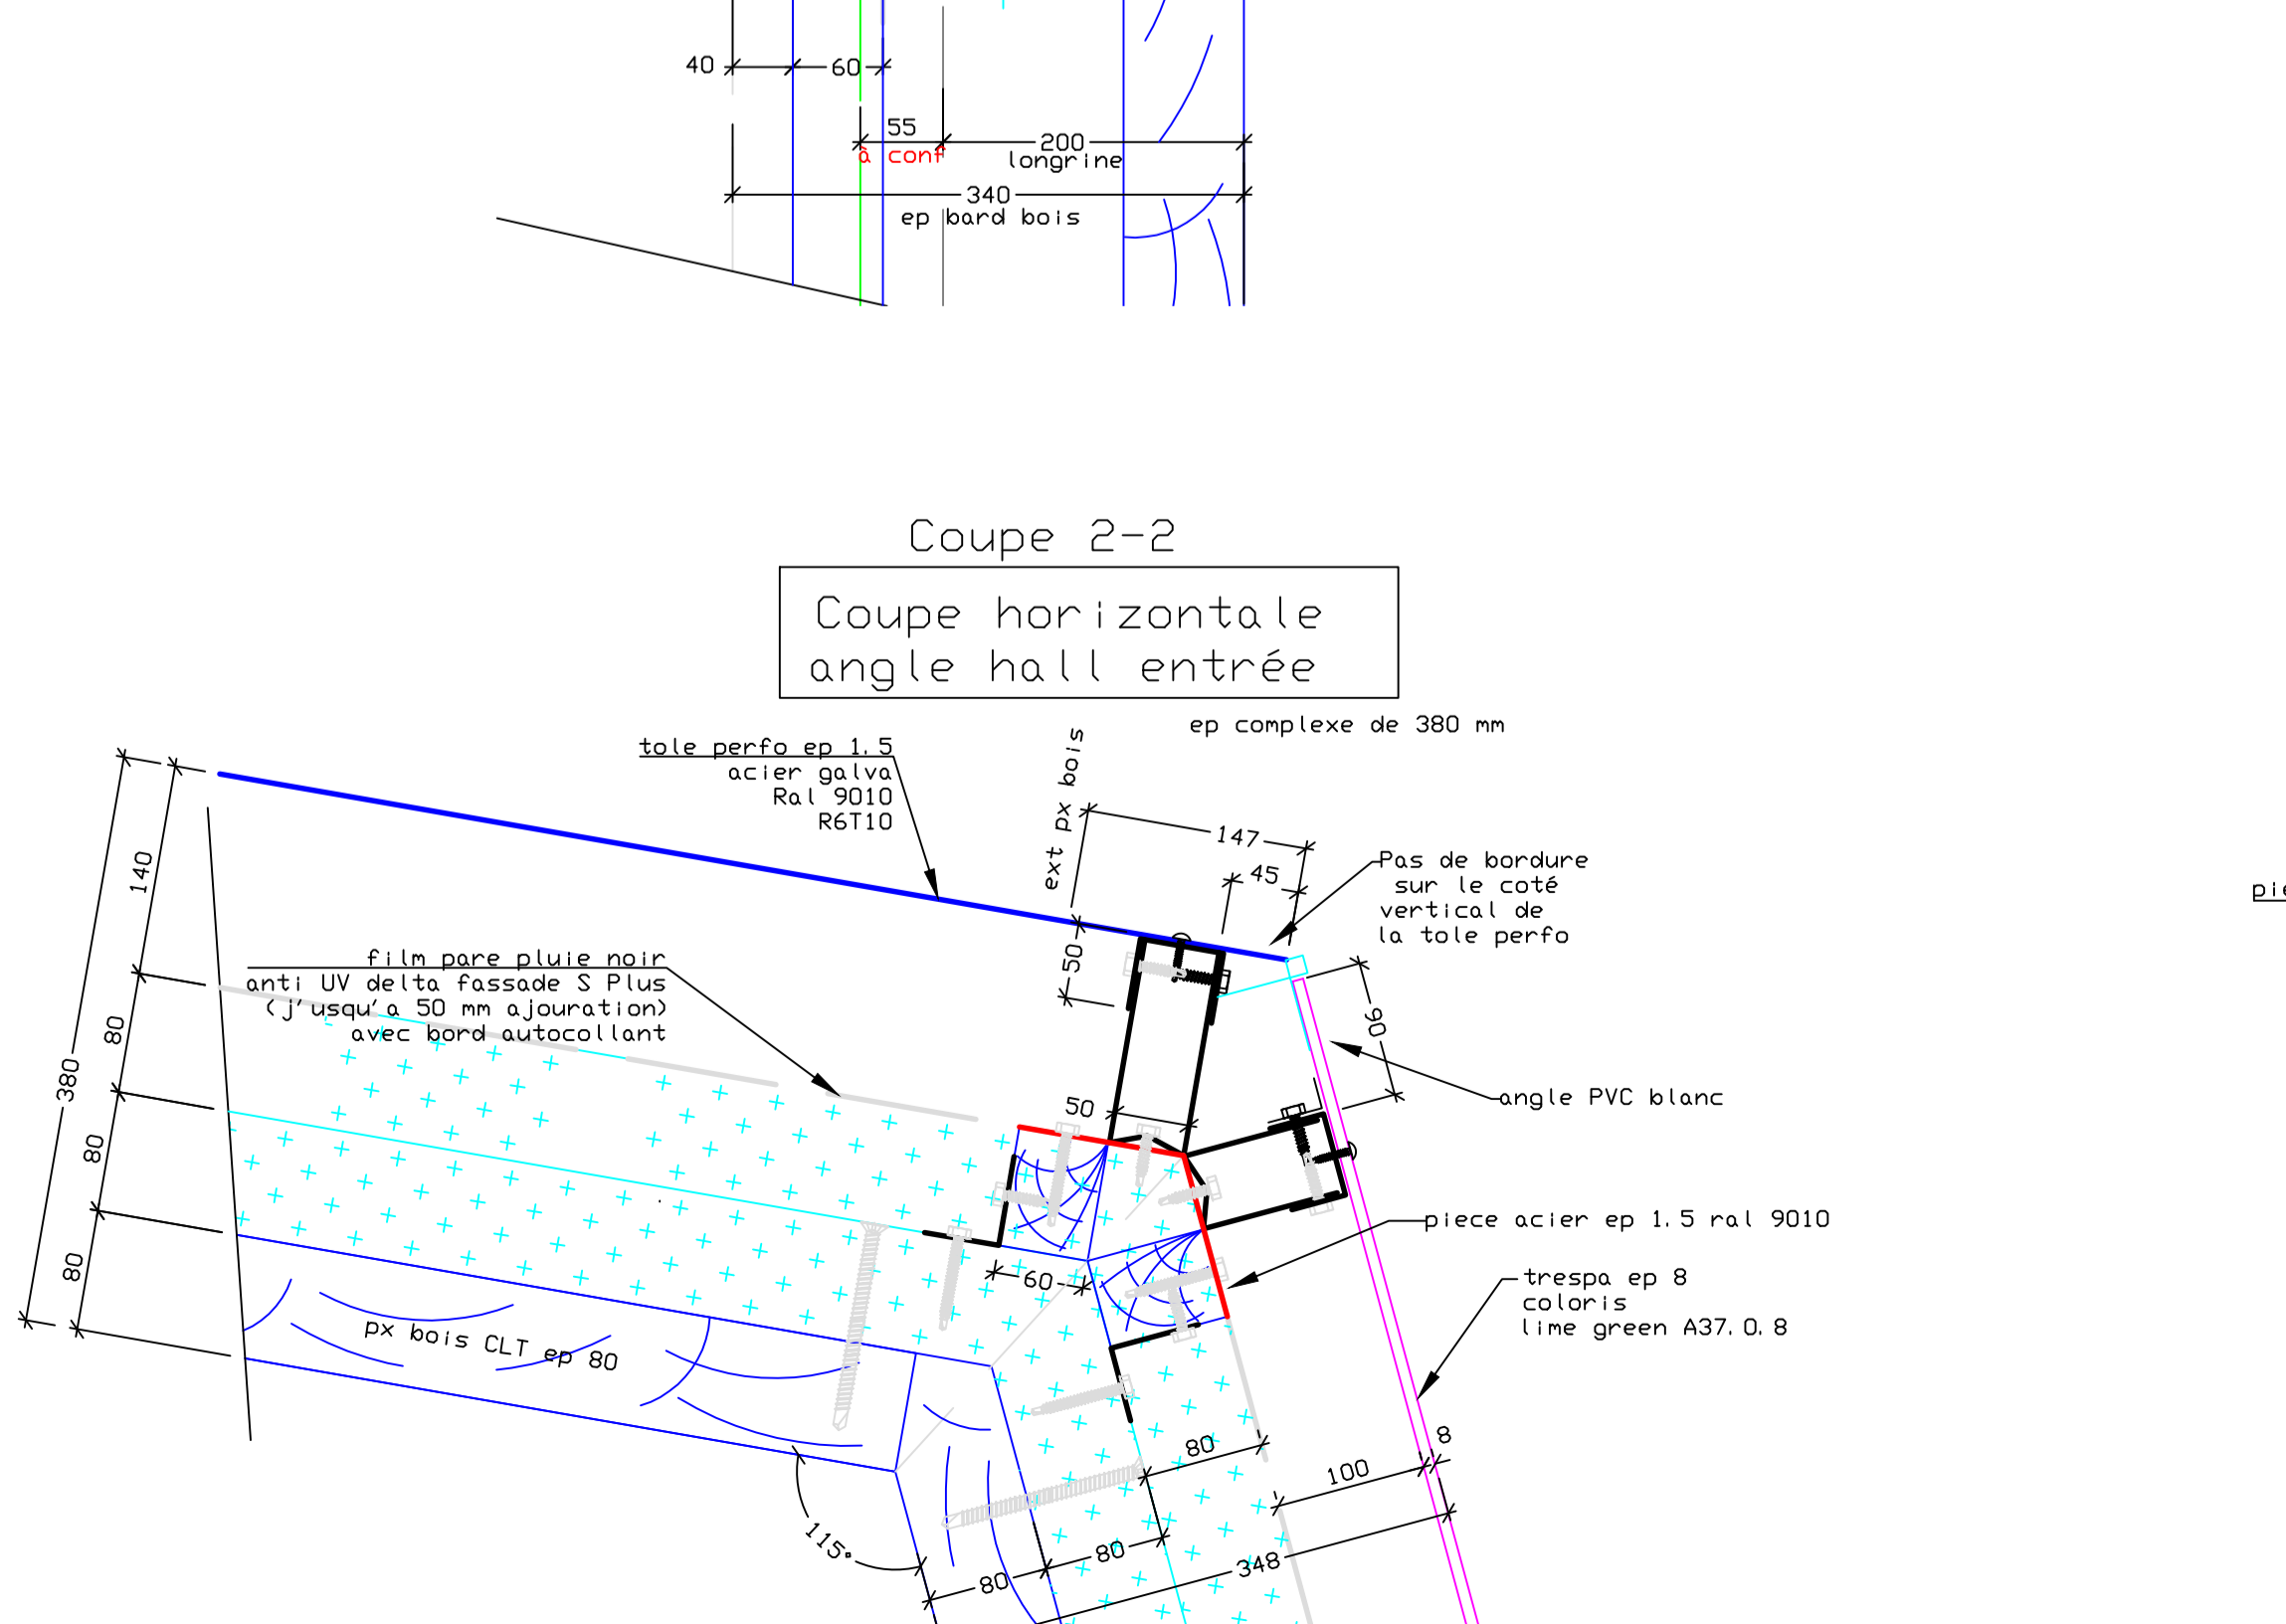 40
60
55
à conf
200
longrine
340
ep bard bois
Coupe 2-2
Coupe horizontale
angle hall entrée
ep complexe de 380 mm
tole perfo ep 1.5
acier galva
Ral 9010
R6T10
ext px bois
147
45
50
Pas de bordure
sur le coté
vertical de
la tole perfo
pie
140
film pare pluie noir
anti UV delta fassade S Plus
(j'usqu'a 50 mm ajouration)
avec bord autocollant
90
80
380
angle PVC blanc
50
80
piece acier ep 1.5 ral 9010
80
60
trespa ep 8
coloris
lime green A37.0.8
px bois CLT ep 80
80
100
8
115°
80
80
348